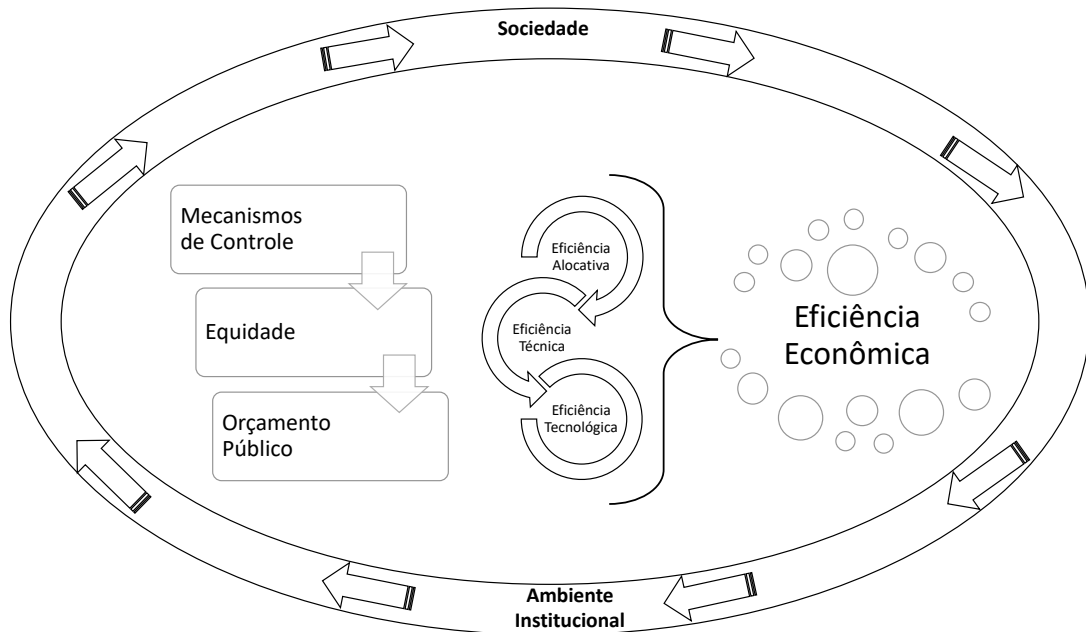 Sociedade
Mecanismos
de Controle
Equidade
Orçamento
Público
Eficiência
Alocativa
Eficiência
Técnica
Eficiência
Tecnológica
Eficiência
Econômica
Ambiente
Institucional